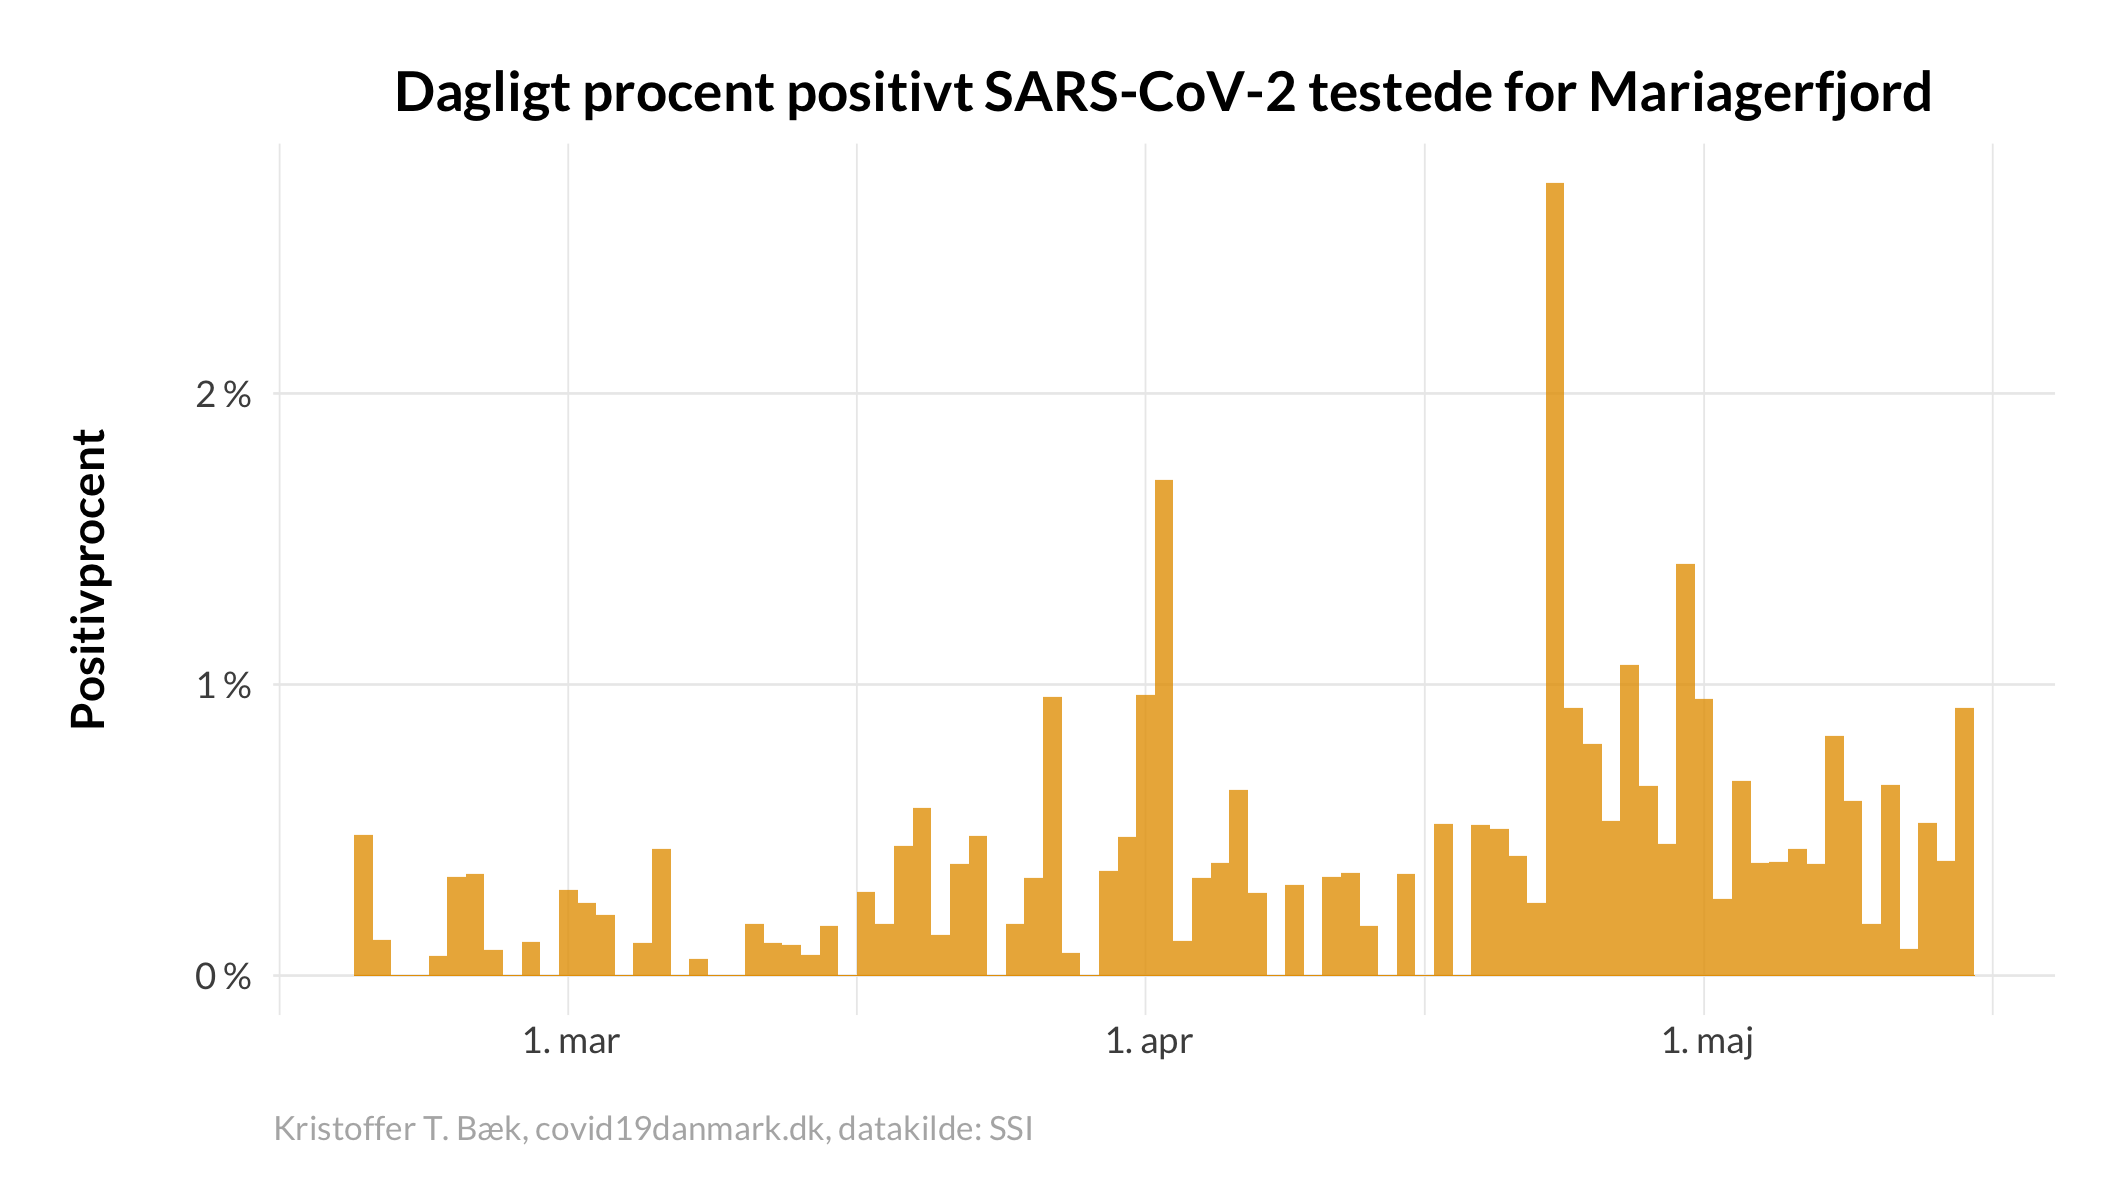 Dagligt procent positivt SARS-CoV-2 testede for Mariagerfjord
Positivprocent
2 %
1 %
0 %
1. mar
1. apr
1. maj
Kristoffer T. Bæk, covid19danmark.dk, datakilde: SSI